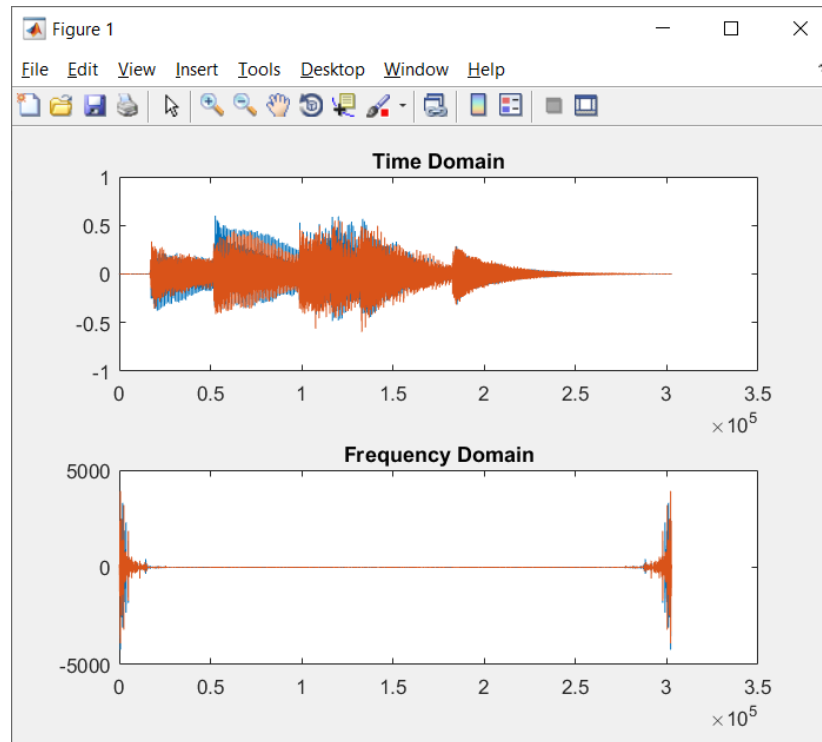 Figure 1
File Edit View Insert Tools Desktop Window Help
Time Domain
1
0.5
0
-0.5
-1
0 0.5 1 1.5 2 2.5 3 3.5
×10^5
Frequency Domain
5000
0
-5000
0 0.5 1 1.5 2 2.5 3 3.5
×10^5